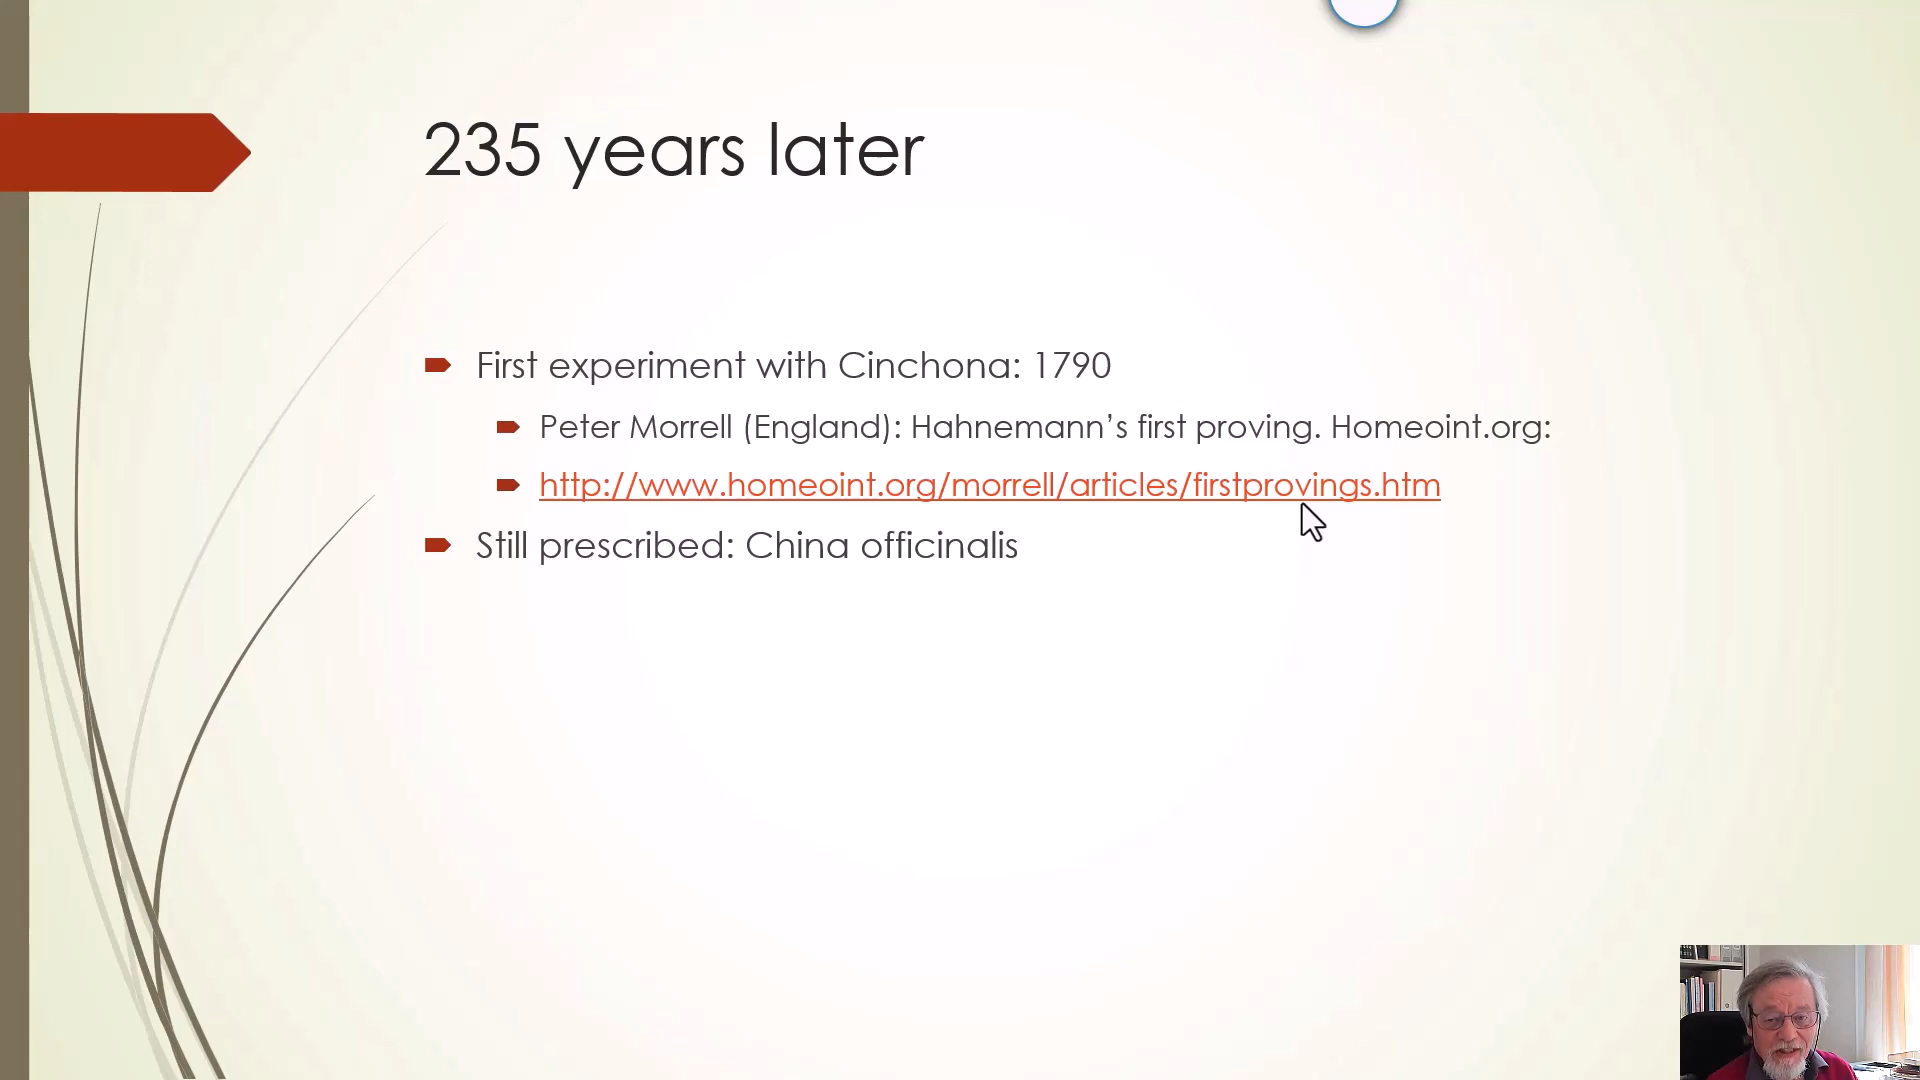 235 years later
First experiment with Cinchona: 1790
Peter Morrell (England): Hahnemann’s first proving. Homeoint.org:
http://www.homeoint.org/morrell/articles/firstprovings.htm
Still prescribed: China officinalis